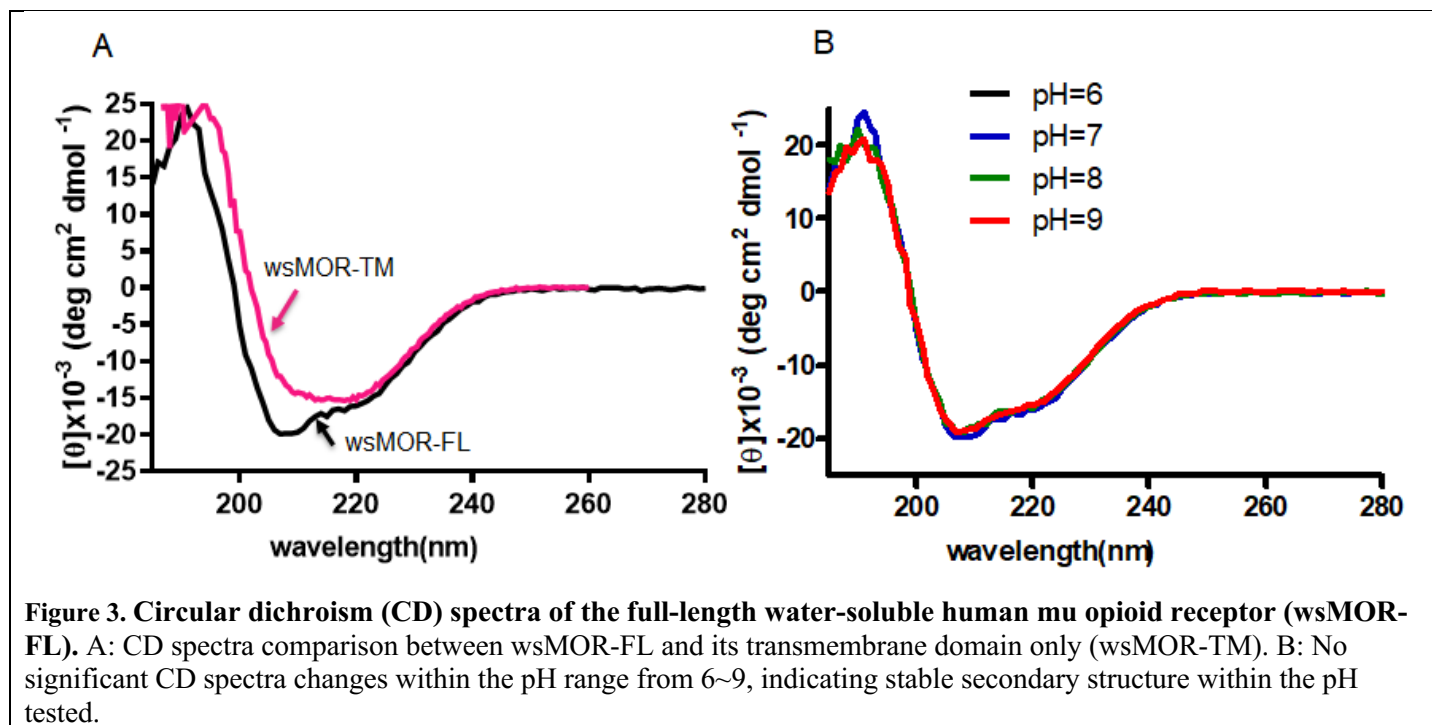 A
25
20
15
10
5
0
-5
-10
-15
-20
-25
[θ]x10⁻³ (deg cm² dmol ⁻¹)
wsMOR-TM
wsMOR-FL
200 220 240 260 280
wavelength(nm)
B
pH=6
pH=7
pH=8
pH=9
20
10
0
-10
-20
[θ]x10⁻³ (deg cm² dmol ⁻¹)
200 220 240 260 280
wavelength(nm)
Figure 3. Circular dichroism (CD) spectra of the full-length water-soluble human mu opioid receptor (wsMOR-
FL). A: CD spectra comparison between wsMOR-FL and its transmembrane domain only (wsMOR-TM). B: No
significant CD spectra changes within the pH range from 6~9, indicating stable secondary structure within the pH
tested.